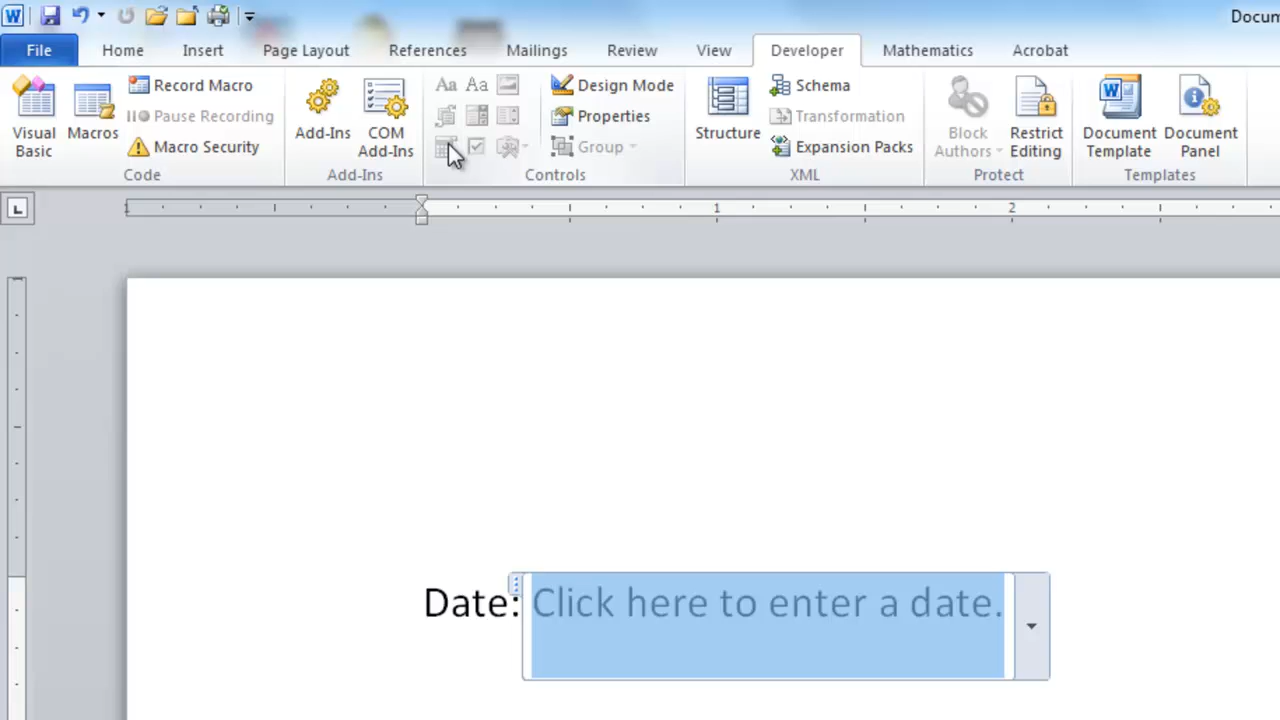 W
Docum
File Home Insert Page Layout References Mailings Review View Developer Mathematics Acrobat
Aa Aa
Record Macro
Design Mode
Schema
Pause Recording
Properties
Transformation
Macro Security
Group
Expansion Packs
Visual Basic
Macros
Add-Ins
COM Add-Ins
Structure
Block Authors
Restrict Editing
Document Template
Document Panel
Code Add-Ins Controls XML Protect Templates
1 1 2
Date: Click here to enter a date.